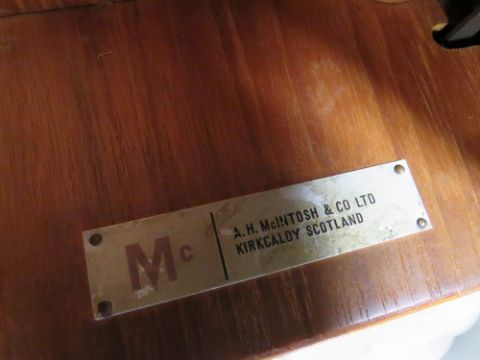 Mc
A.H. McINTOSH & CO LTD
KIRKCALDY SCOTLAND